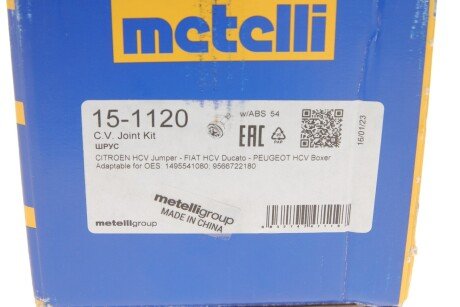 metelli
15-1120
w/ABS 54
C.V. Joint Kit
ШРУС
EAC
CITROEN HCV Jumper - FIAT HCV Ducato - PEUGEOT HCV Boxer
Adaptable for OES 1495541080, 9566722180
16/01/23
metelligroup
MADE IN CHINA
metelligroup